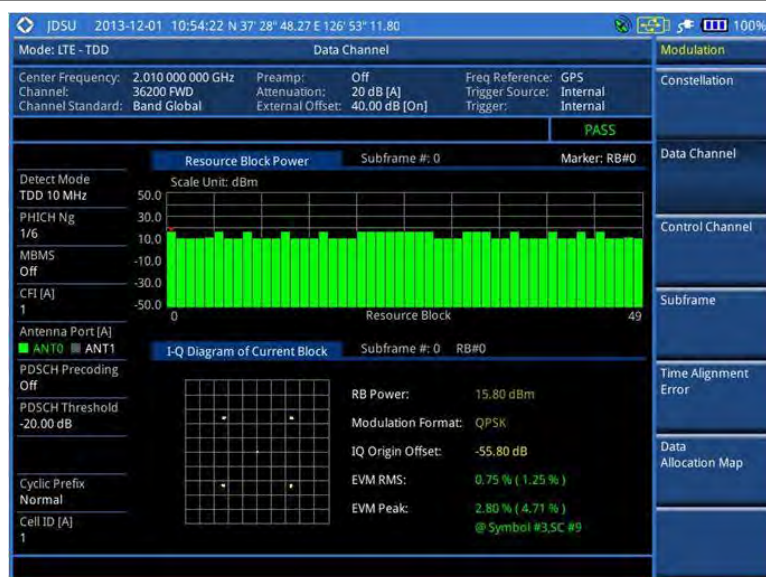 JDSU 2013-12-01 10:54:22 N 37' 28" 48.27 E 126' 53" 11.80 100%
Mode: LTE - TDD Data Channel Modulation
Center Frequency: 2.010 000 000 GHz Preamp: Off Freq Reference: GPS
Channel: 36200 FWD Attenuation: 20 dB [A] Trigger Source: Internal
Channel Standard: Band Global External Offset: 40.00 dB [On] Trigger: Internal
PASS
Resource Block Power Subframe #: 0 Marker: RB#0
Scale Unit: dBm
50.0
30.0
10.0
-10.0
-30.0
-50.0
0 Resource Block 49
Detect Mode
TDD 10 MHz
PHICH Ng
1/6
MBMS
Off
CFI [A]
1
Antenna Port [A]
ANT0 ANT1
PDSCH Precoding
Off
PDSCH Threshold
-20.00 dB
Cyclic Prefix
Normal
Cell ID [A]
1
I-Q Diagram of Current Block Subframe #: 0 RB#0
RB Power: 15.80 dBm
Modulation Format: QPSK
IQ Origin Offset: -55.80 dB
EVM RMS: 0.75 % ( 1.25 % )
EVM Peak: 2.80 % ( 4.71 % )
@ Symbol #3,SC #9
Constellation
Data Channel
Control Channel
Subframe
Time Alignment
Error
Data
Allocation Map